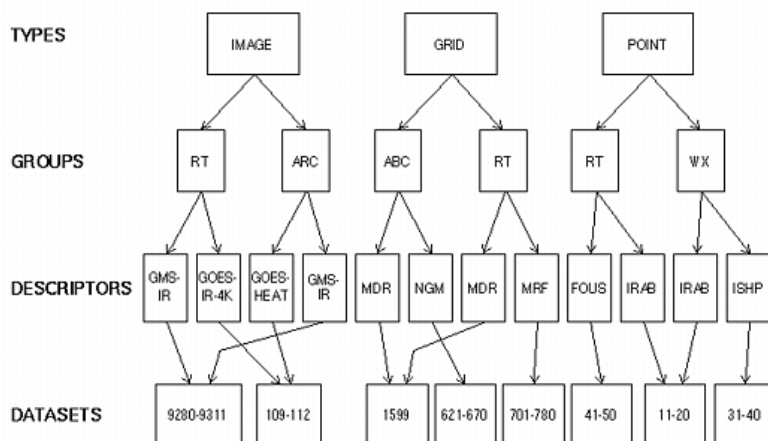 TYPES
IMAGE
GRID
POINT
GROUPS
RT
ARC
ABC
RT
RT
WX
DESCRIPTORS
GMS-
IR
GOES-
IR-4K
GOES-
HEAT
GMS-
IR
MDR
NGM
MDR
MRF
FOUS
IRAB
IRAB
ISHP
DATASETS
9280-9311
109-112
1599
621-670
701-780
41-50
11-20
31-40